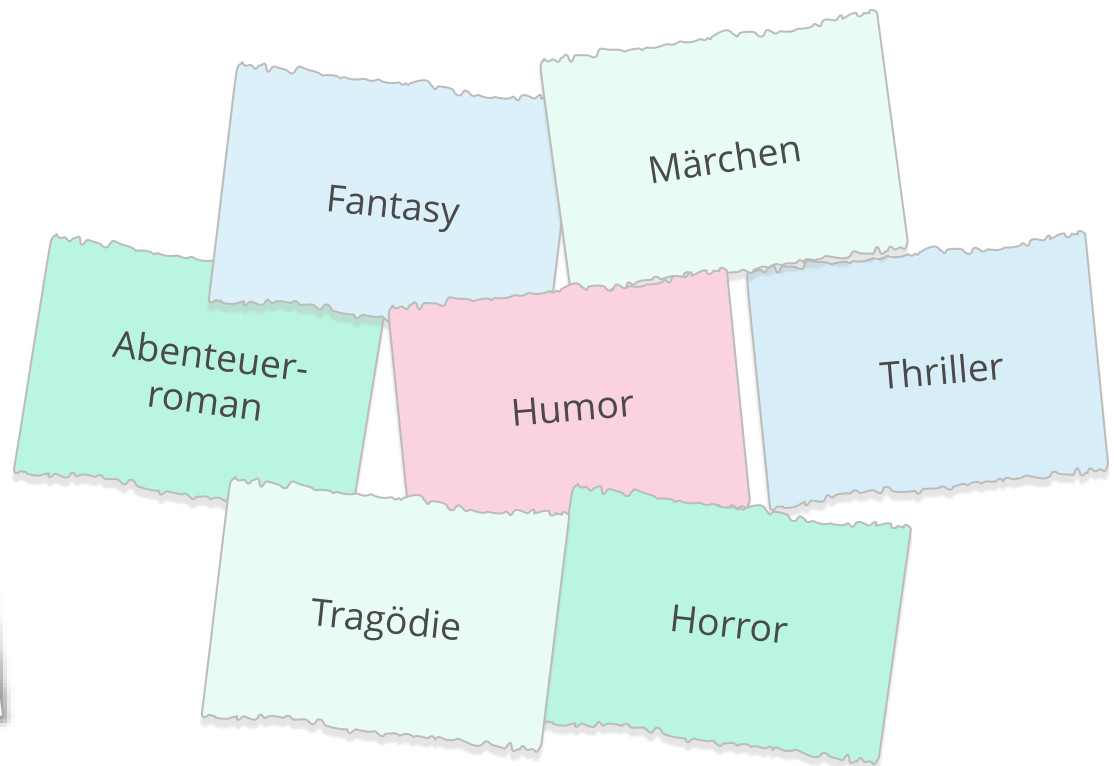 Märchen
Fantasy
Abenteuer-
roman
Humor
Thriller
Tragödie
Horror